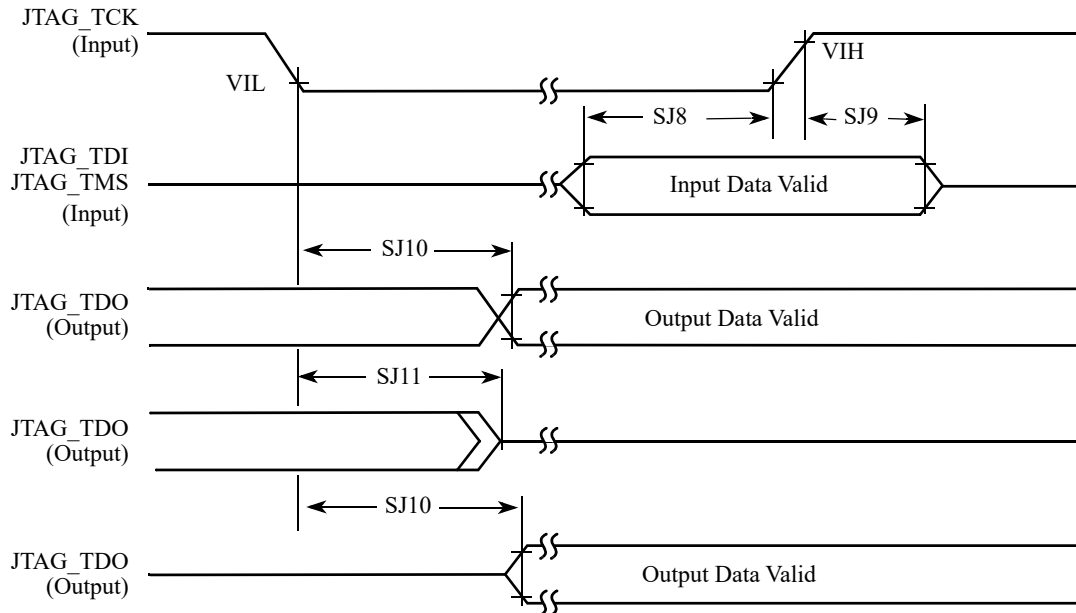 JTAG_TCK
(Input)
VIL
VIH
SJ8
SJ9
JTAG_TDI
JTAG_TMS
(Input)
Input Data Valid
SJ10
JTAG_TDO
(Output)
Output Data Valid
SJ11
JTAG_TDO
(Output)
SJ10
JTAG_TDO
(Output)
Output Data Valid